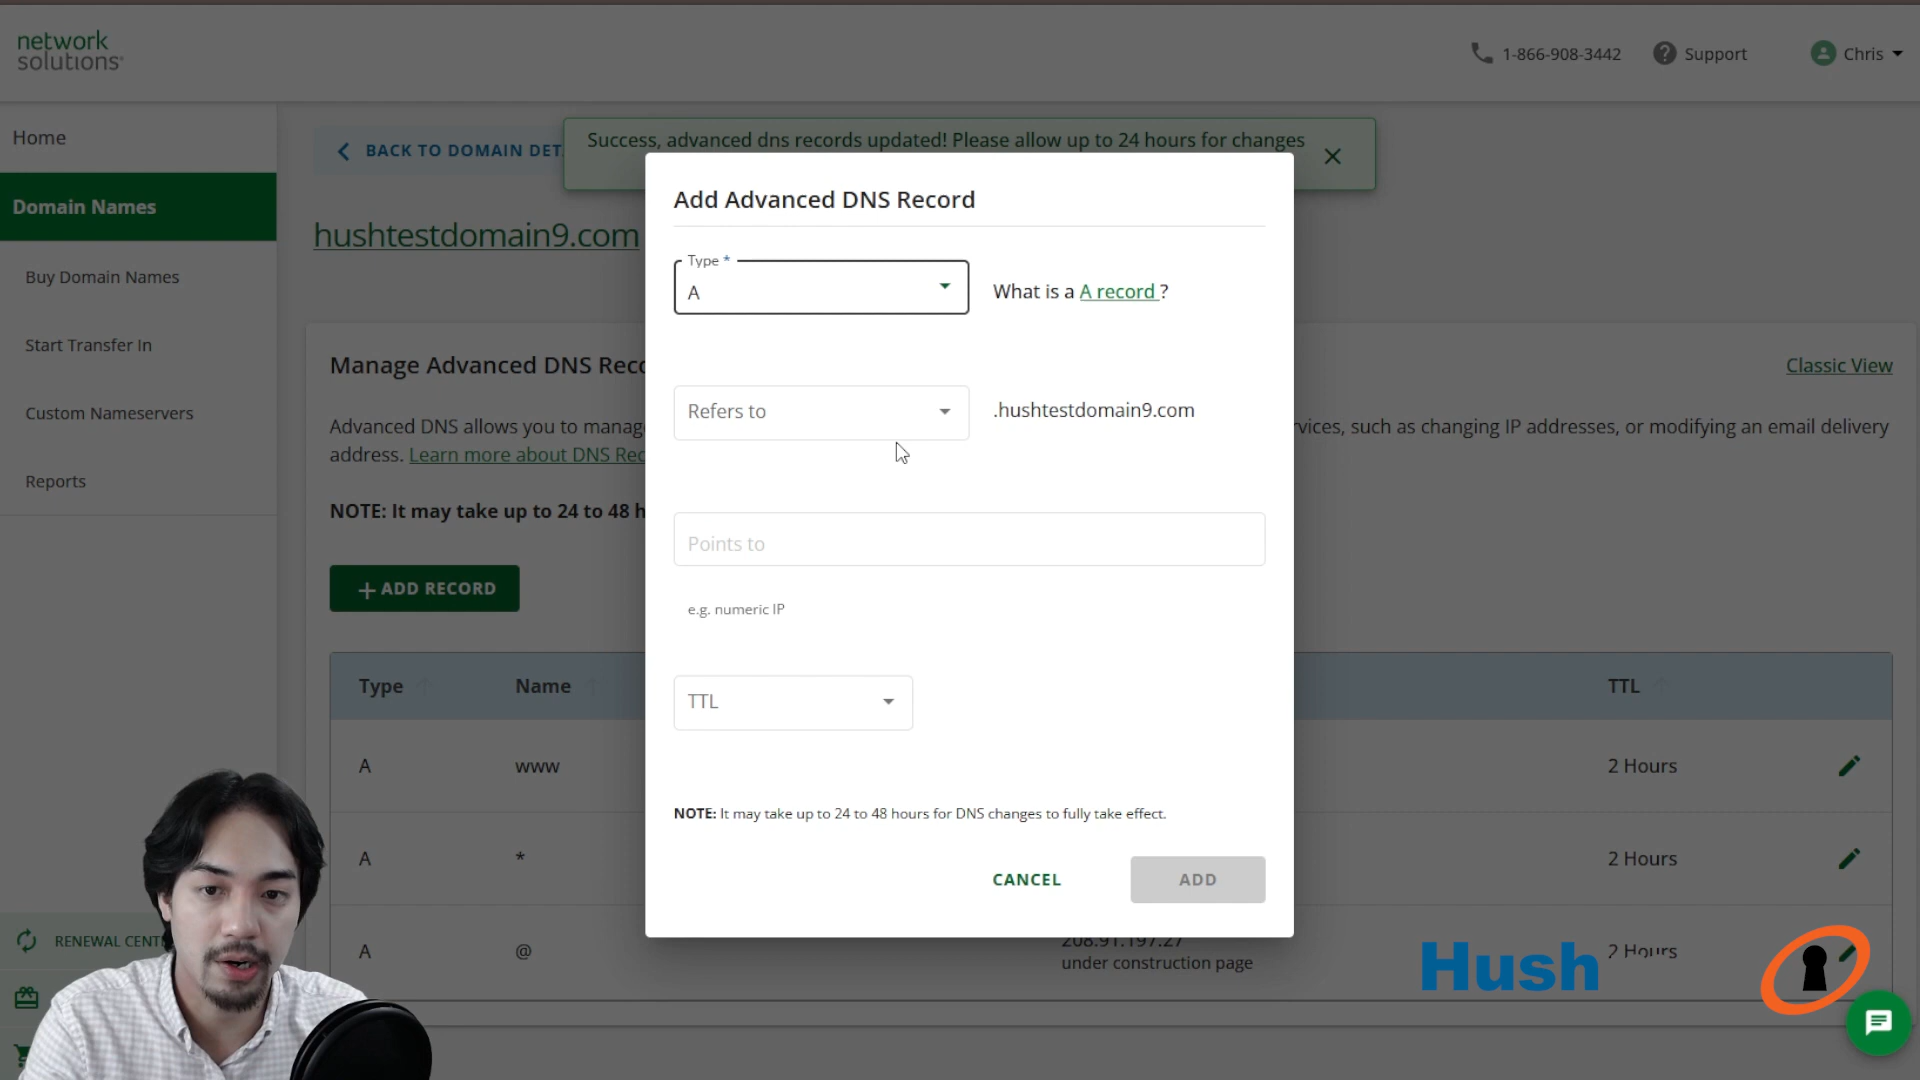 network
solutions
1-866-908-3442
Support
Chris
Home
Domain Names
Buy Domain Names
Start Transfer In
Custom Nameservers
Reports
BACK TO DOMAIN DET
Success, advanced dns records updated! Please allow up to 24 hours for changes
hushtestdomain9.com
Manage Advanced DNS Reco
Classic View
Advanced DNS allows you to manag
rvices, such as changing IP addresses, or modifying an email delivery
address. Learn more about DNS Rec
NOTE: It may take up to 24 to 48 h
ADD RECORD
Add Advanced DNS Record
Type *
A
What is a A record ?
Refers to
.hushtestdomain9.com
Points to
e.g. numeric IP
TTL
NOTE: It may take up to 24 to 48 hours for DNS changes to fully take effect.
CANCEL
ADD
Type
Name
TTL
A
www
2 Hours
A
*
2 Hours
A
@
208.91.197.27
under construction page
2 Hours
RENEWAL CENT
Hush